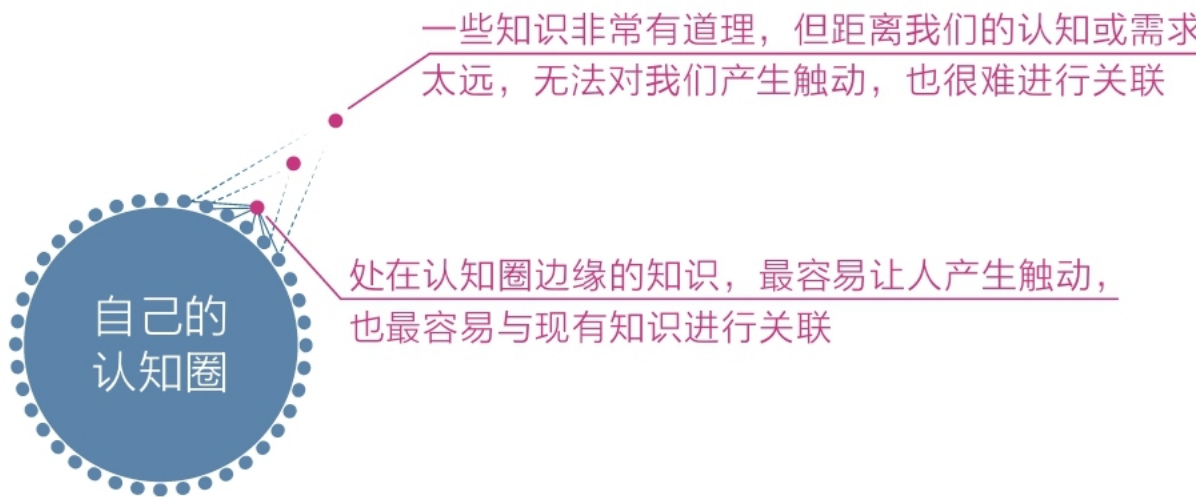 一些知识非常有道理，但距离我们的认知或需求
太远，无法对我们产生触动，也很难进行关联
处在认知圈边缘的知识，最容易让人产生触动，
也最容易与现有知识进行关联
自己的
认知圈